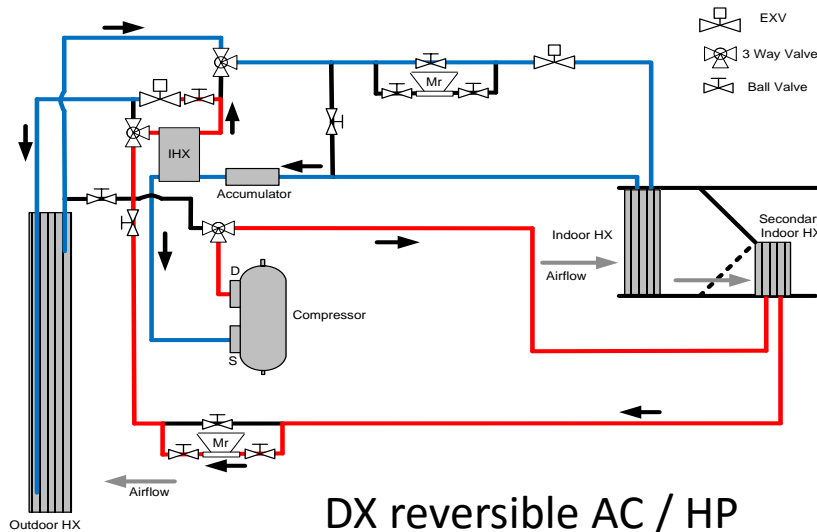 EXV
3 Way Valve
Ball Valve
Mr
IHX
Accumulator
Indoor HX
Airflow
Secondary
Indoor HX
D
Compressor
S
Mr
Airflow
Outdoor HX
DX reversible AC / HP